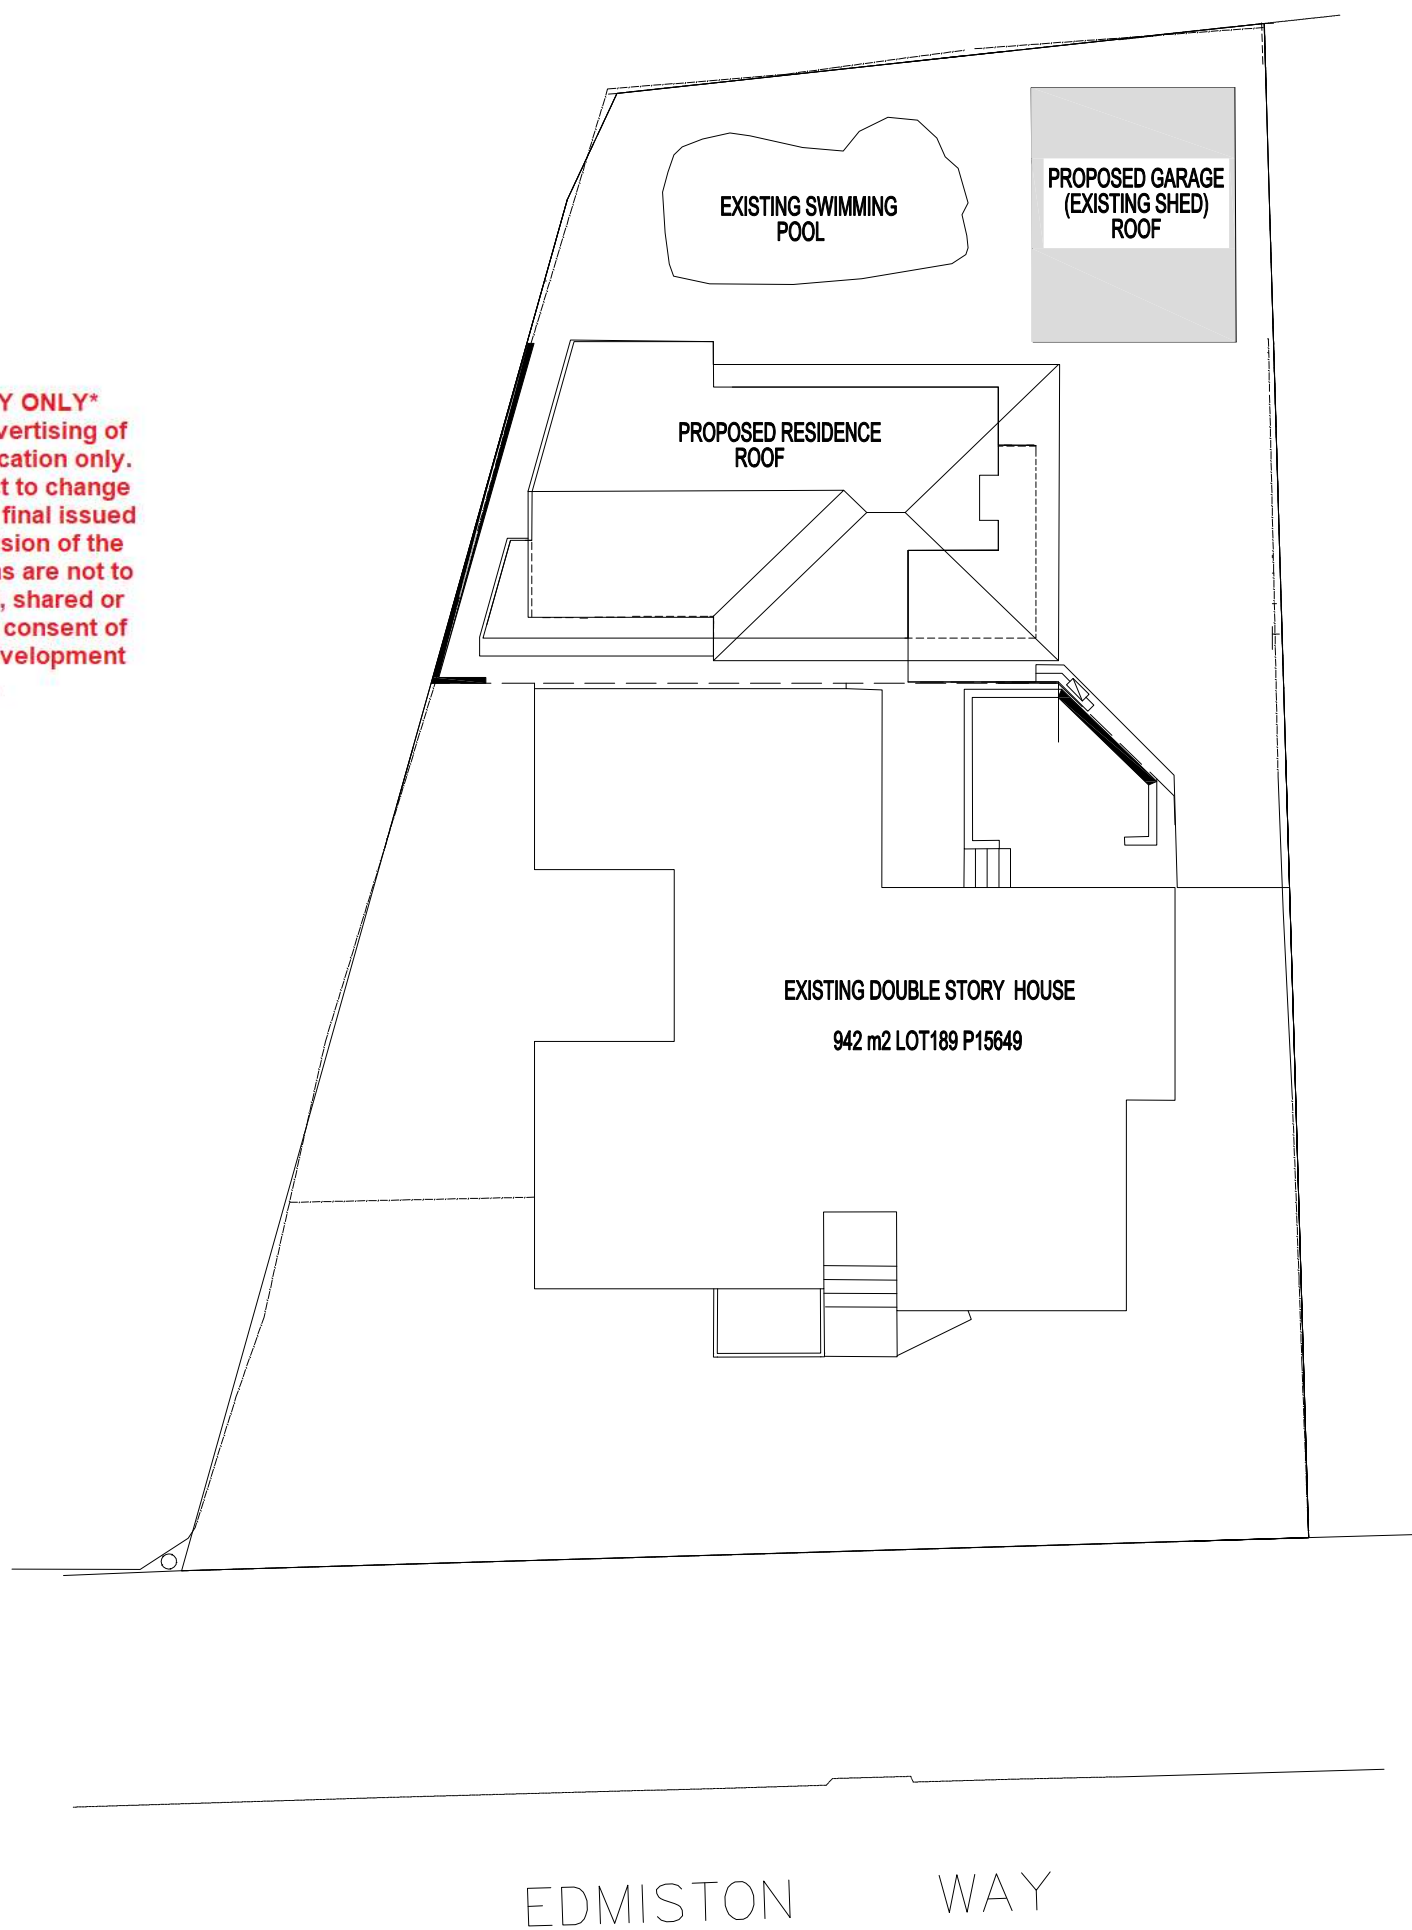 PROPOSED GARAGE
(EXISTING SHED)
ROOF
EXISTING SWIMMING
POOL
Y ONLY*
vertising of
cation only.
t to change
final issued
sion of the
s are not to
, shared or
consent of
velopment
PROPOSED RESIDENCE
ROOF
EXISTING DOUBLE STORY HOUSE
942 m2 LOT189 P15649
EDMISTON WAY